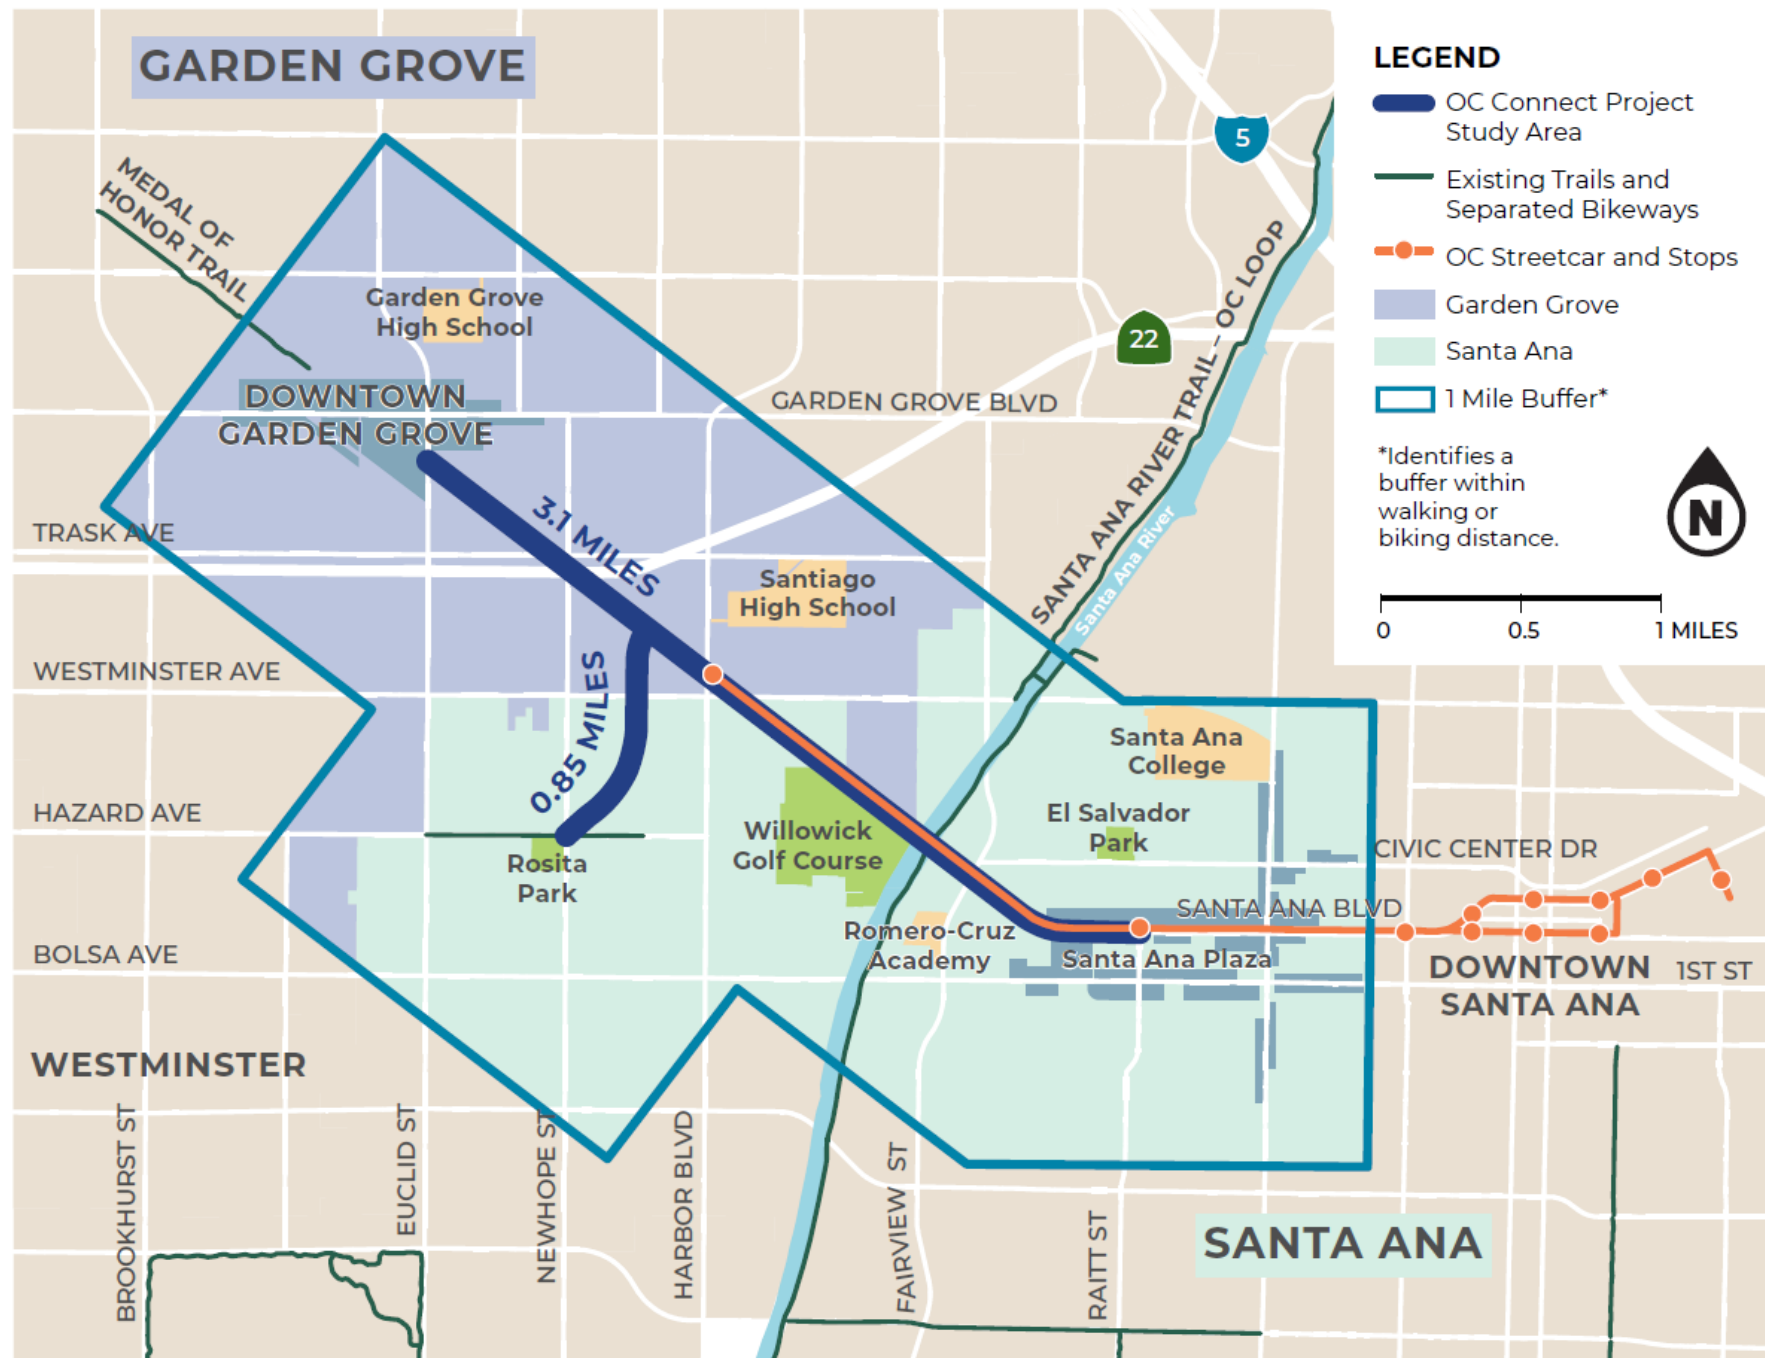 GARDEN GROVE
LEGEND
OC Connect Project
Study Area
Existing Trails and
Separated Bikeways
OC Streetcar and Stops
Garden Grove
Santa Ana
1 Mile Buffer*
*Identifies a
buffer within
walking or
biking distance.
N
0 0.5 1 MILES
5
22
MEDAL OF
HONOR TRAIL
Garden Grove
High School
DOWNTOWN
GARDEN GROVE
GARDEN GROVE BLVD
SANTA ANA RIVER TRAIL – OC LOOP
Santa Ana River
TRASK AVE
3.1 MILES
Santiago
High School
WESTMINSTER AVE
0.85 MILES
Santa Ana
College
HAZARD AVE
El Salvador
Park
Willowick
Golf Course
Rosita
Park
CIVIC CENTER DR
SANTA ANA BLVD
Romero-Cruz
Academy
Santa Ana Plaza
BOLSA AVE
DOWNTOWN
SANTA ANA
1ST ST
WESTMINSTER
BROOKHURST ST
EUCLID ST
NEWHOPE ST
HARBOR BLVD
FAIRVIEW ST
RAITT ST
SANTA ANA